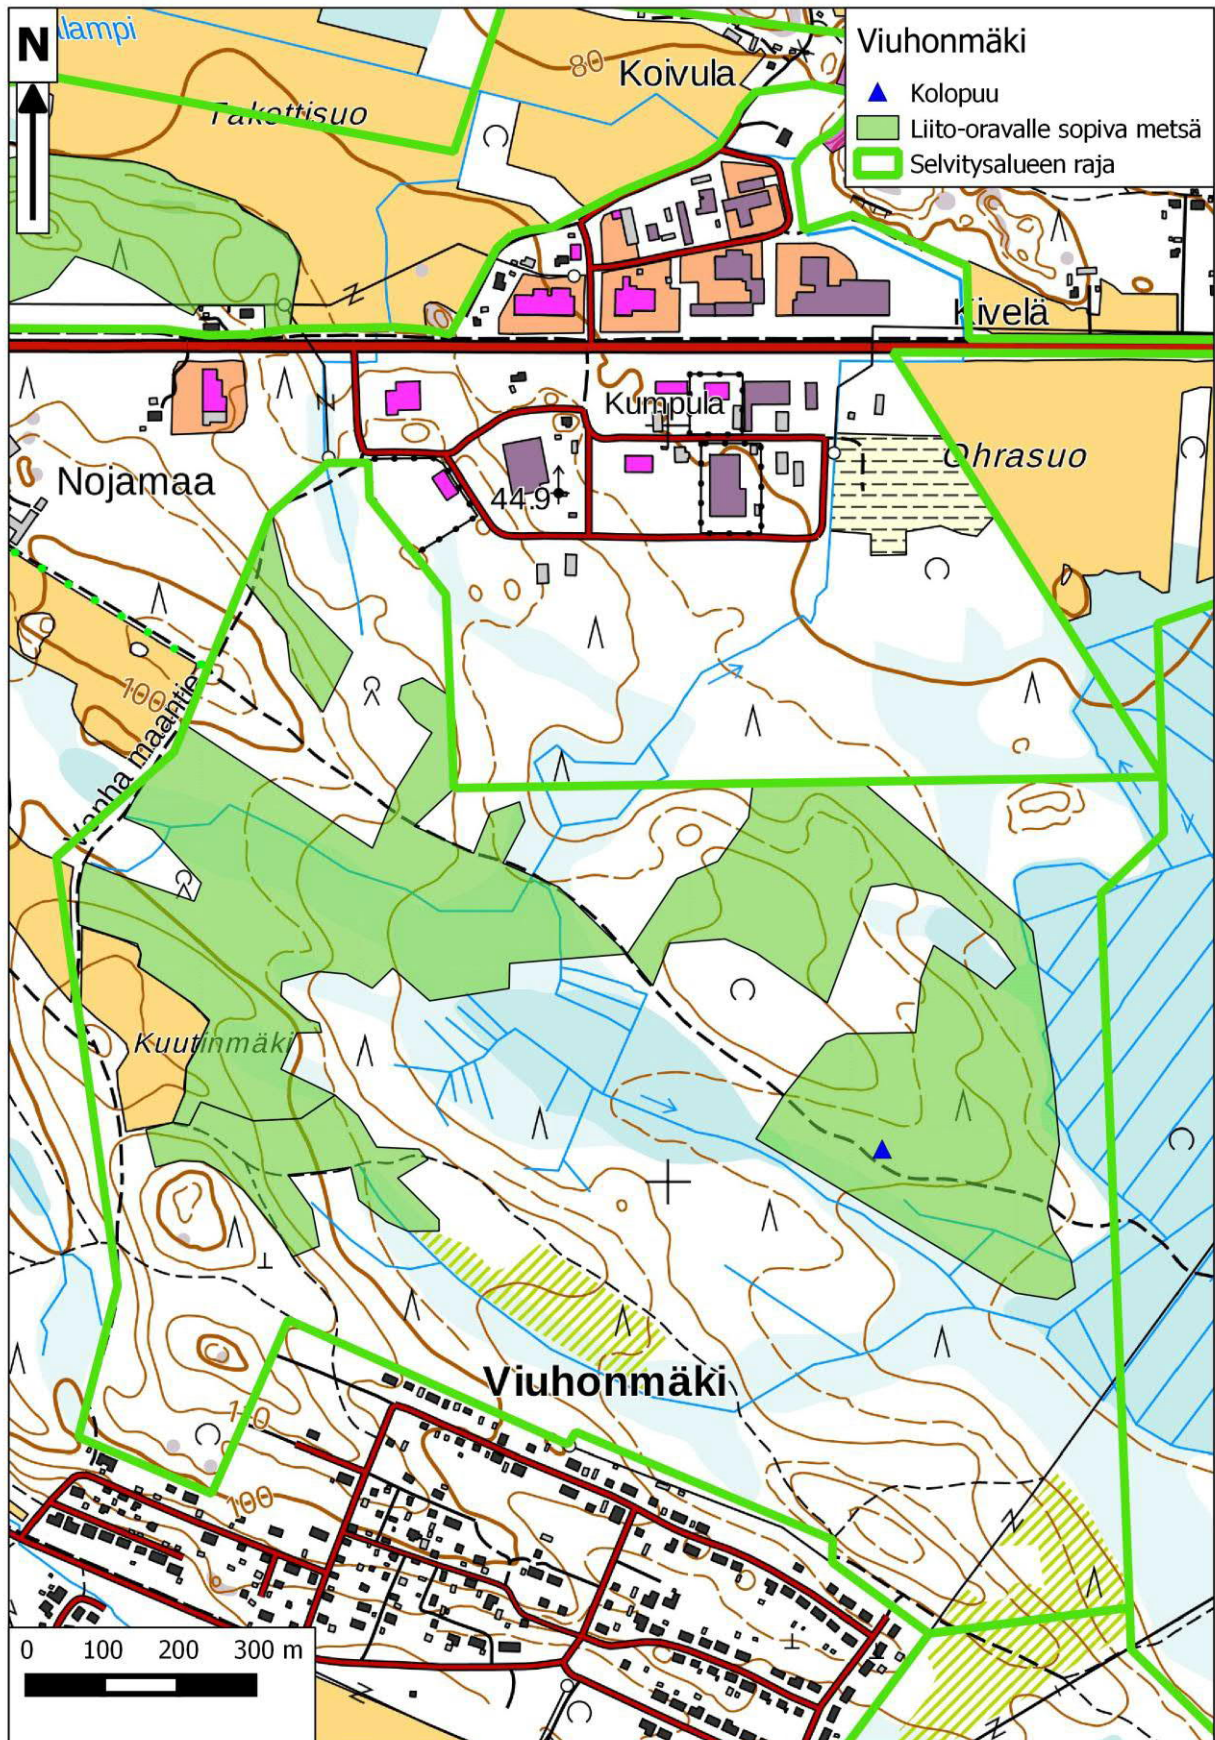 N
lampi
80
Koivula
Takettisuo
Viuhonmäki
Kolopuu
Liito-oravalle sopiva metsä
Selvitysalueen raja
Kivelä
Kumpula
Ohrasuo
Nojamaa
44.9
100
Vanha maantie
Kuutinmäki
Viuhonmäki
100
0 100 200 300 m